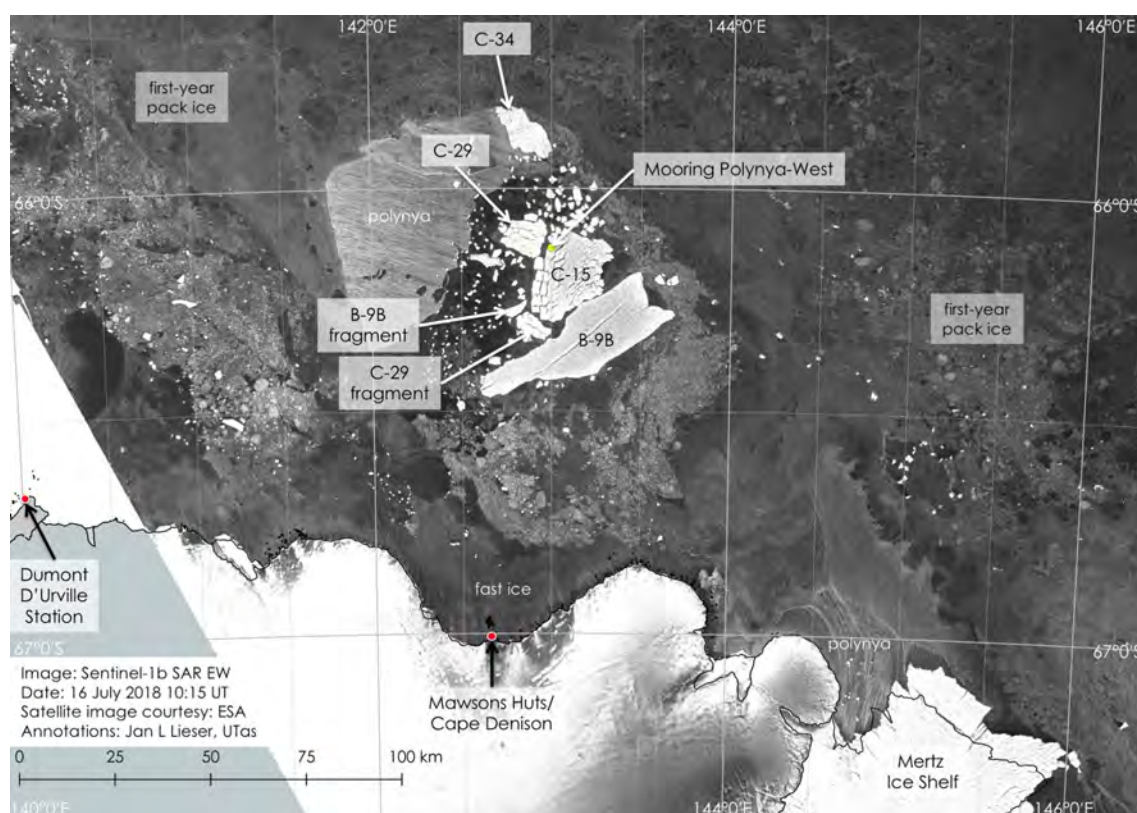 142°0'E
144°0'E
146°0'E
C-34
first-year
pack ice
C-29
Mooring Polynya-West
66°0'S
polynya
66°0'S
C-15
B-9B
fragment
first-year
pack ice
B-9B
C-29
fragment
Dumont
D'Urville
Station
fast ice
67°0'S
polynya
67°0'S
Image: Sentinel-1b SAR EW
Date: 16 July 2018 10:15 UT
Satellite image courtesy: ESA
Annotations: Jan L Lieser, UTas
Mawsons Huts/
Cape Denison
0 25 50 75 100 km
Mertz
Ice Shelf
140°0'E
144°0'E
146°0'E